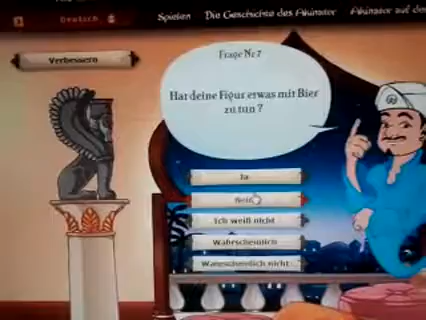 Deutsch
Spielen Die Geschichte des Akinator Akinator auf de
Verbessern
Frage Nr 7
Hat deine Figur etwas mit Bier
zu tun ?
Ja
Nein
Ich weiß nicht
Wahrscheinlich
Wahrscheinlich nicht